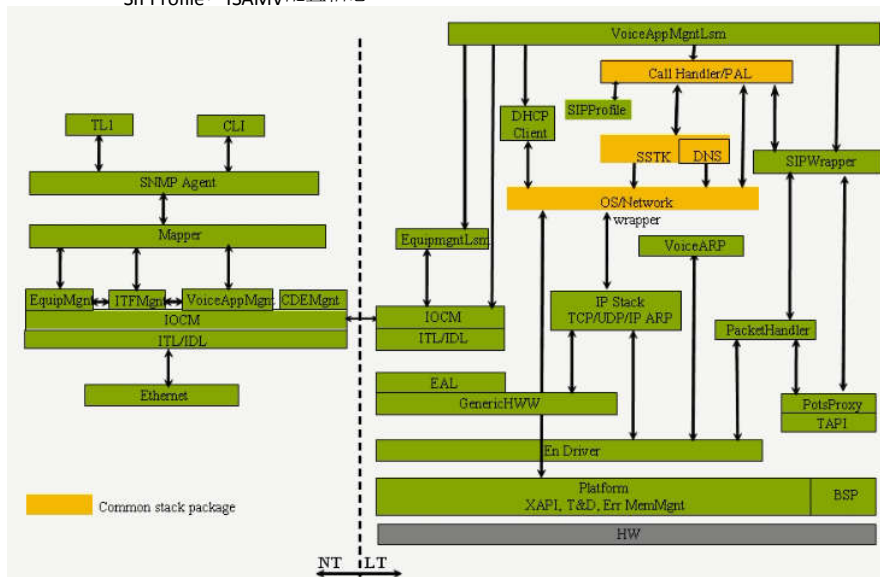 VoiceAppMgntLsm
Call Handler/PAL
TL1
CLI
DHCP
Client
SIPProfile
SSTK
DNS
SIPWrapper
SNMP Agent
OS/Network
wrapper
Mapper
EquipmgntLsm
VoiceARP
EquipMgnt
ITFMgnt
VoiceAppMgnt
CDEMgnt
IOCM
ITL/IDL
IOCM
ITL/IDL
IP Stack
TCP/UDP/IP ARP
PacketHandler
Ethernet
EAL
GenericHWW
PotsProxy
TAPI
En Driver
Common stack package
Platform
XAPI, T&D, Err MemMgnt
BSP
HW
NT
LT